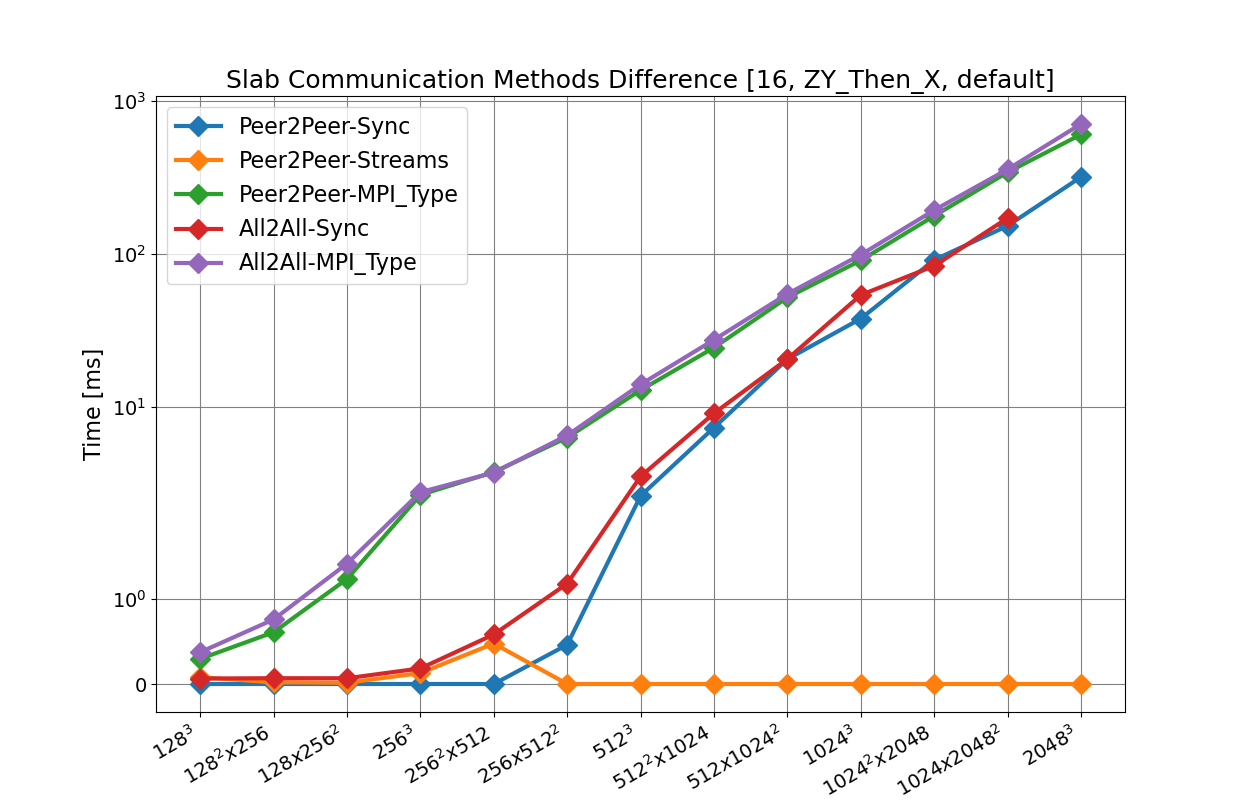 Slab Communication Methods Difference [16, ZY_Then_X, default]
Peer2Peer-Sync
Peer2Peer-Streams
Peer2Peer-MPI_Type
All2All-Sync
All2All-MPI_Type
Time [ms]
10³
10²
10¹
10⁰
0
128³
128²x256
128x256²
256³
256²x512
256x512²
512³
512²x1024
512x1024²
1024³
1024²x2048
1024x2048²
2048³